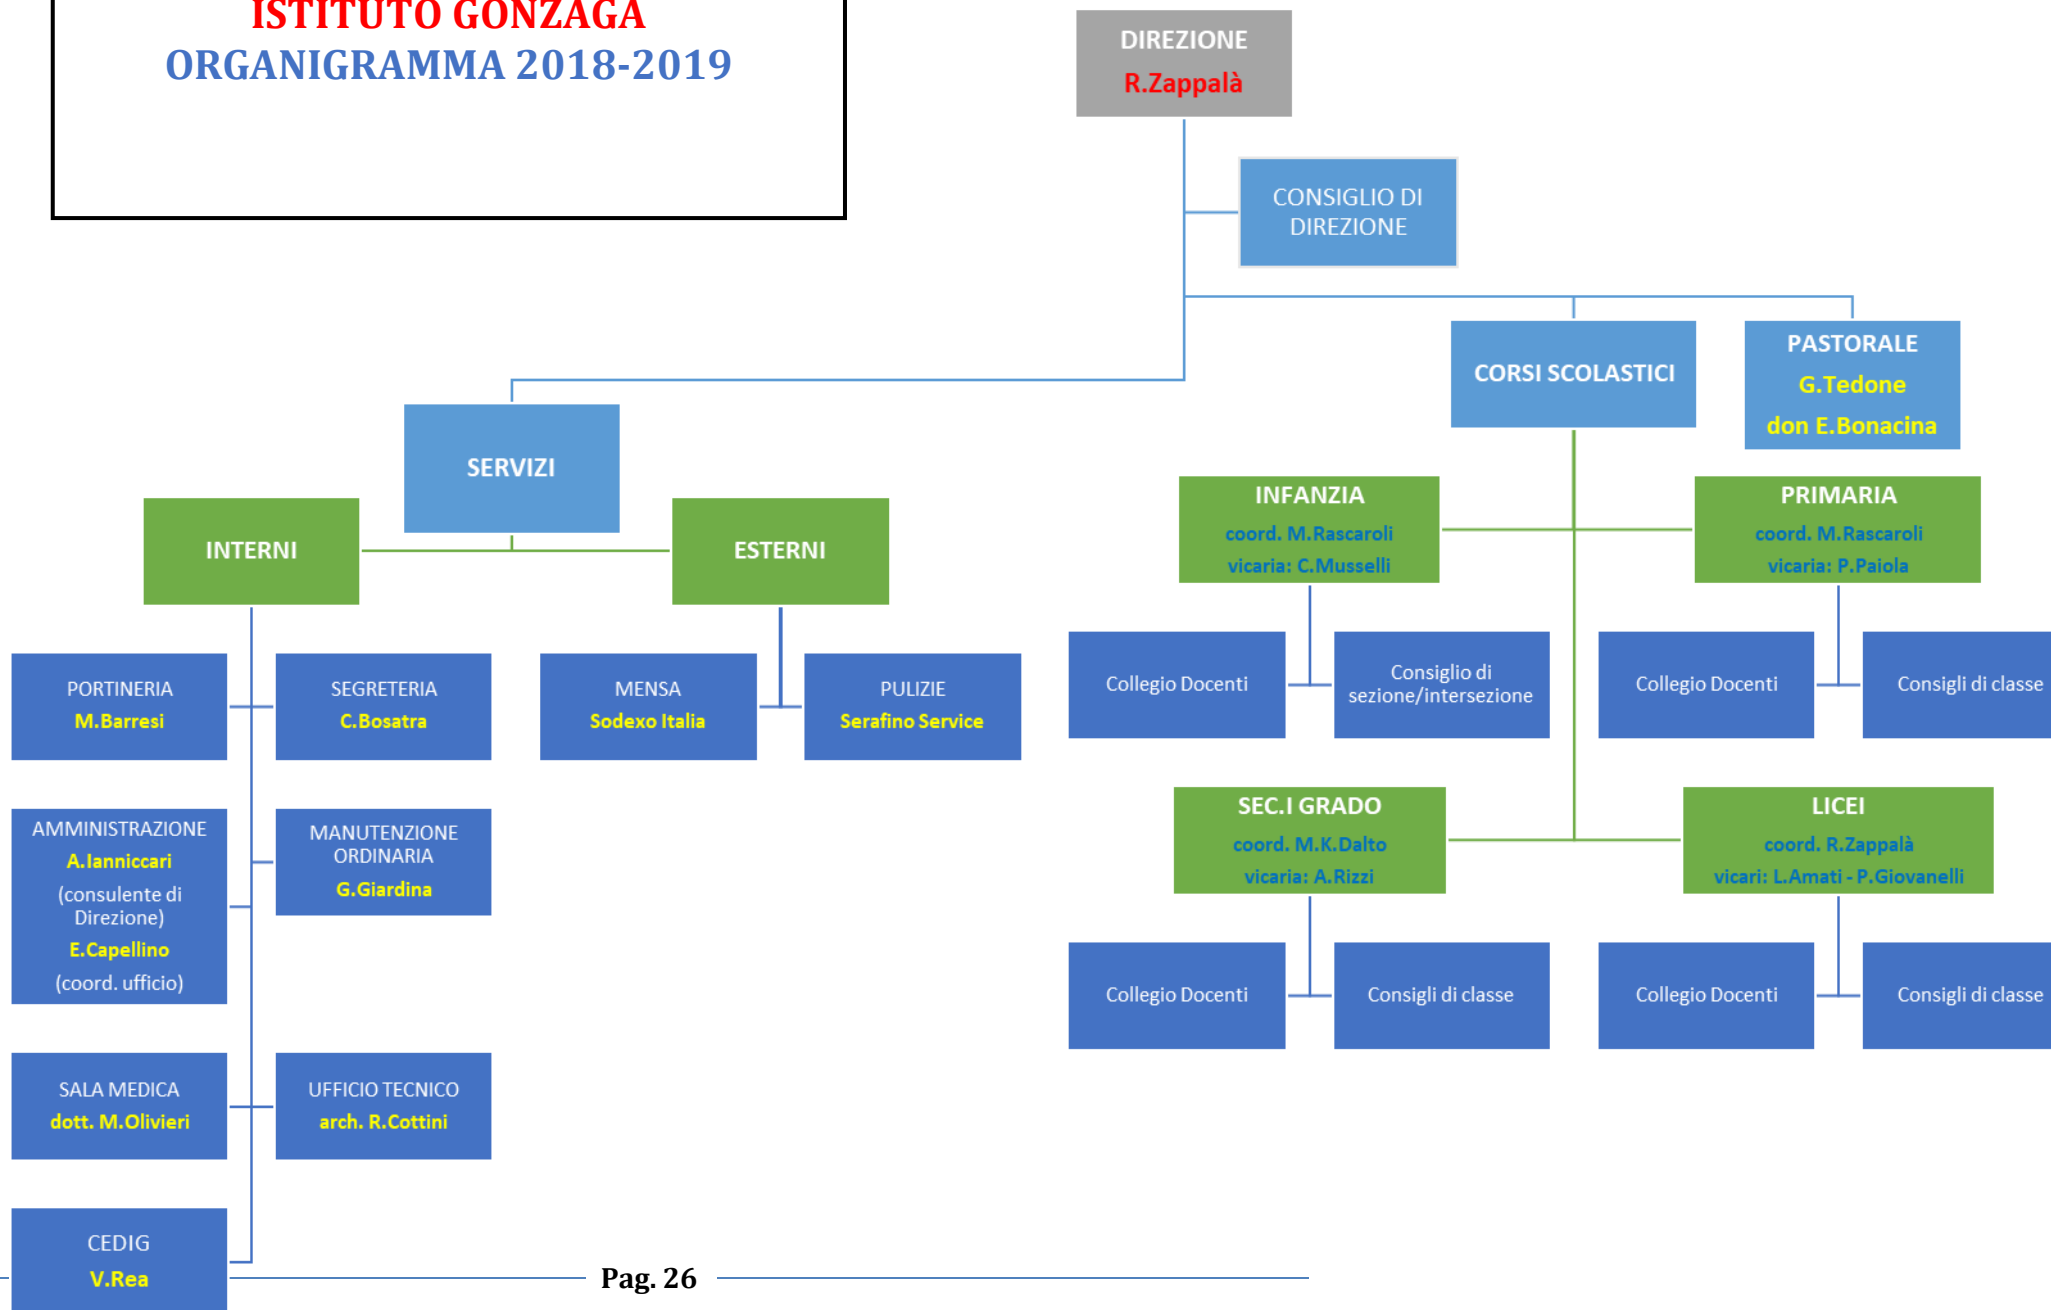 ISTITUTO GONZAGA
ORGANIGRAMMA 2018-2019
DIREZIONE
R.Zappalà
CONSIGLIO DI
DIREZIONE
CORSI SCOLASTICI
PASTORALE
G.Tedone
don E.Bonacina
SERVIZI
INTERNI
ESTERNI
PORTINERIA
M.Barresi
SEGRETERIA
C.Bosatra
MENSA
Sodexo Italia
PULIZIE
Serafino Service
AMMINISTRAZIONE
A.Ianniccari
(consulente di
Direzione)
E.Capellino
(coord. ufficio)
MANUTENZIONE
ORDINARIA
G.Giardina
SALA MEDICA
dott. M.Olivieri
UFFICIO TECNICO
arch. R.Cottini
CEDIG
V.Rea
INFANZIA
coord. M.Rascaroli
vicaria: C.Musselli
PRIMARIA
coord. M.Rascaroli
vicaria: P.Paiola
Collegio Docenti
Consiglio di
sezione/intersezione
Collegio Docenti
Consigli di classe
SEC.I GRADO
coord. M.K.Dalto
vicaria: A.Rizzi
LICEI
coord. R.Zappalà
vicari: L.Amati - P.Giovanelli
Collegio Docenti
Consigli di classe
Collegio Docenti
Consigli di classe
Pag. 26